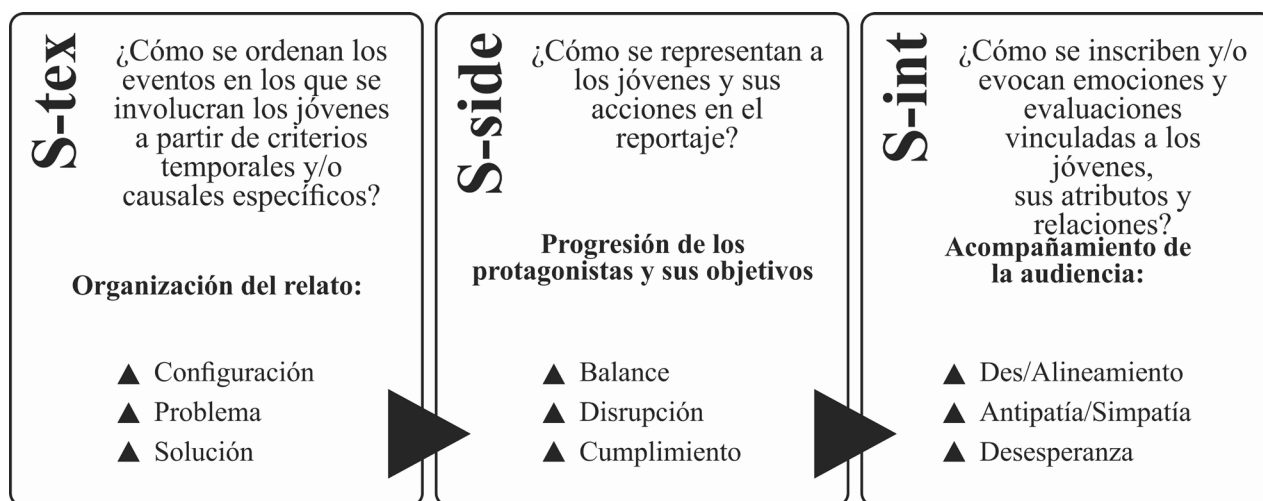 S-tex
¿Cómo se ordenan los
eventos en los que se
involucran los jóvenes
a partir de criterios
temporales y/o
causales específicos?
Organización del relato:
▲ Configuración
▲ Problema
▲ Solución
S-side
¿Cómo se representan a
los jóvenes y sus
acciones en el
reportaje?
Progresión de los
protagonistas y sus objetivos
▲ Balance
▲ Disrupción
▲ Cumplimiento
S-int
¿Cómo se inscriben y/o
evocan emociones y
evaluaciones
vinculadas a los
jóvenes,
sus atributos y
relaciones?
Acompañamiento de
la audiencia:
▲ Des/Alineamiento
▲ Antipatía/Simpatía
▲ Desesperanza